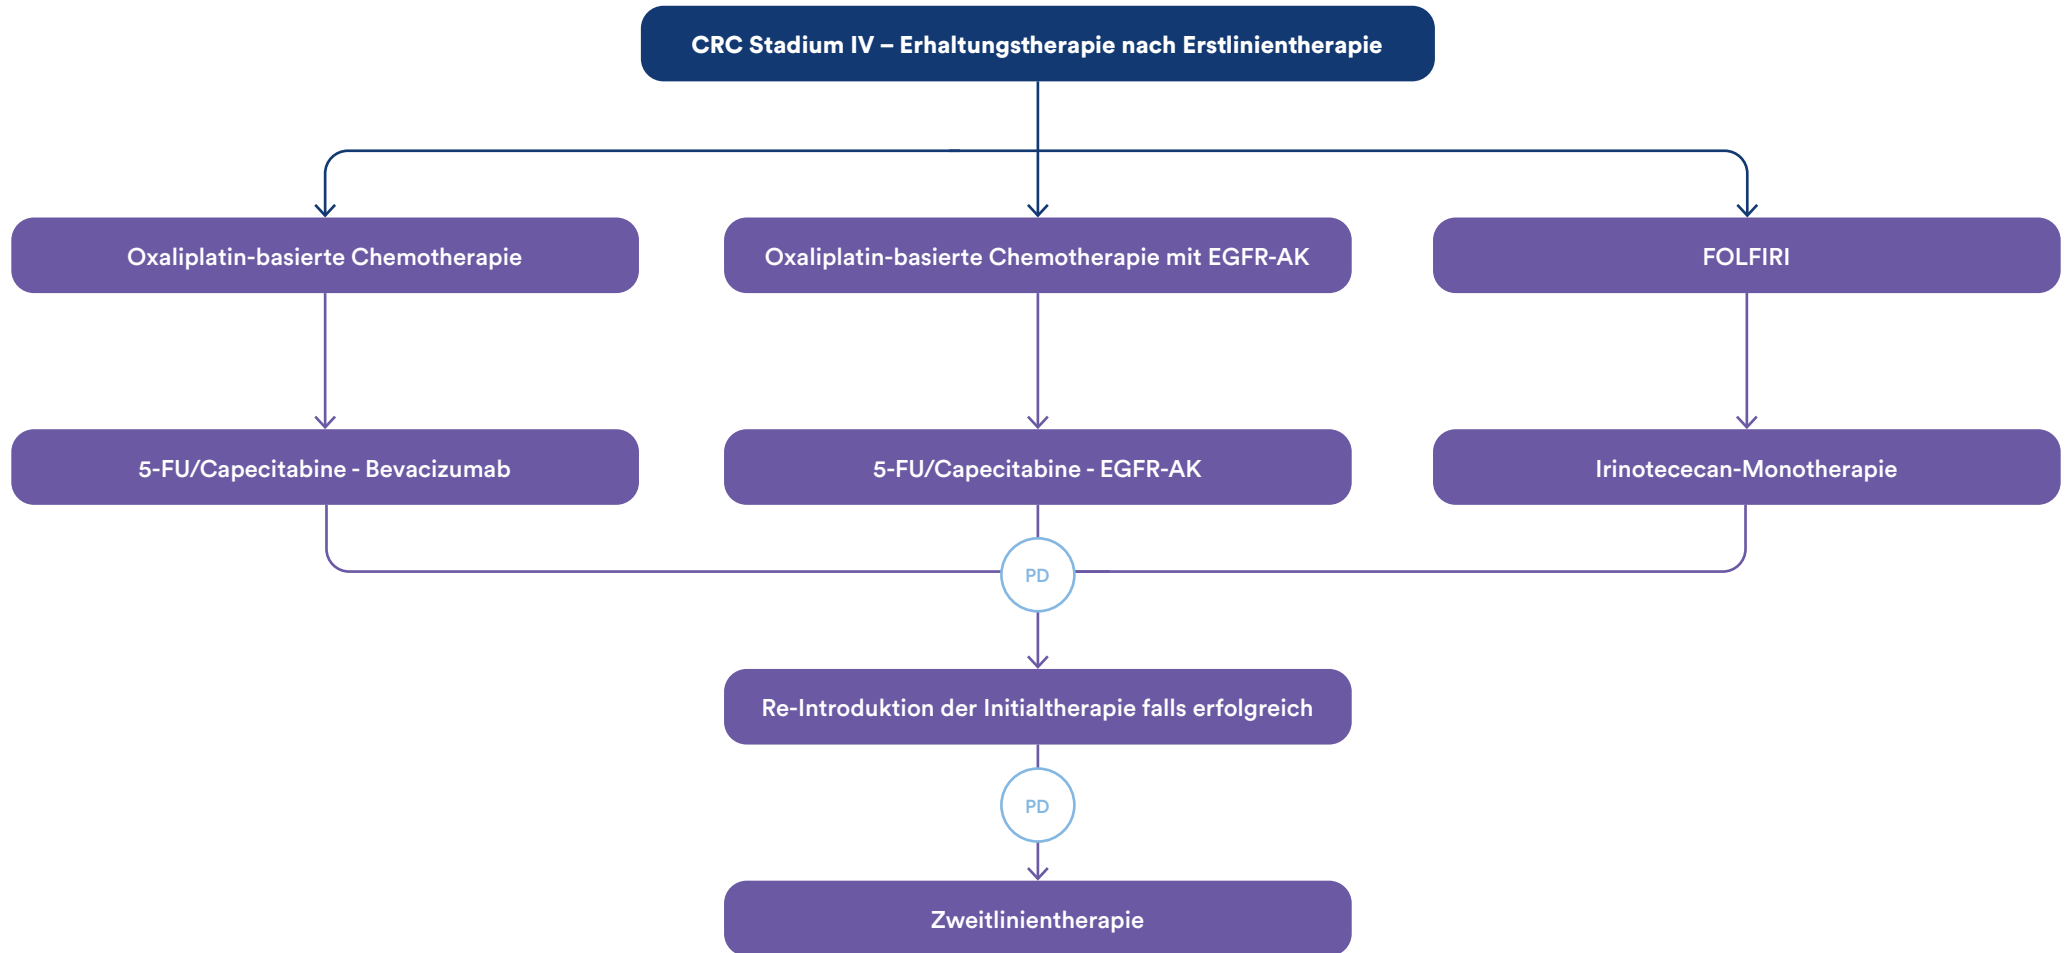 CRC Stadium IV – Erhaltungstherapie nach Erstlinientherapie
Oxaliplatin-basierte Chemotherapie
Oxaliplatin-basierte Chemotherapie mit EGFR-AK
FOLFIRI
5-FU/Capecitabine - Bevacizumab
5-FU/Capecitabine - EGFR-AK
Irinotececan-Monotherapie
PD
Re-Introduktion der Initialtherapie falls erfolgreich
PD
Zweitlinientherapie